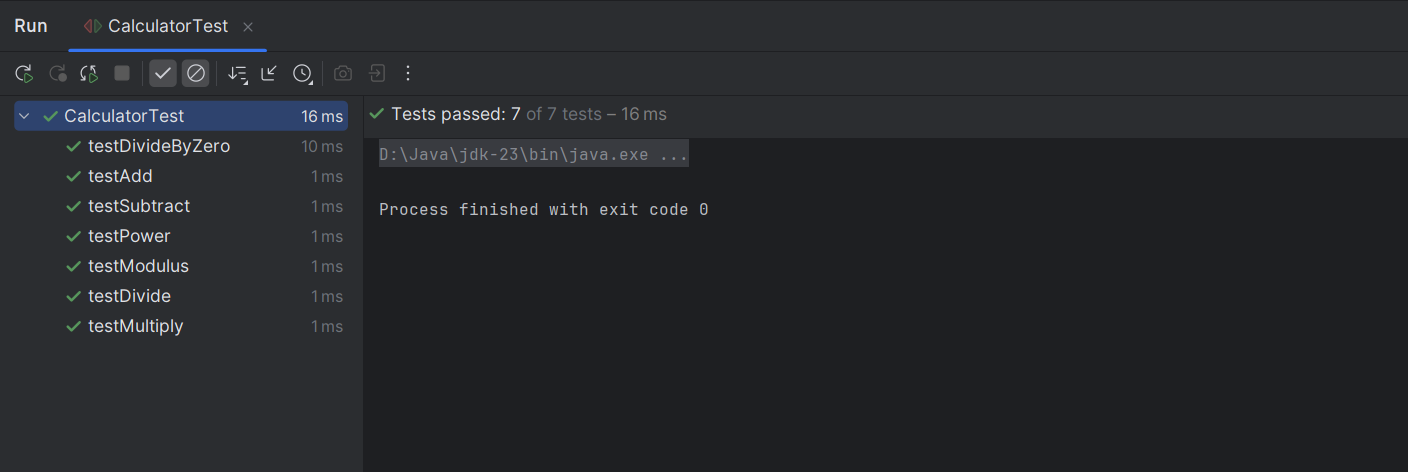 Run CalculatorTest
CalculatorTest 16 ms
testDivideByZero 10 ms
testAdd 1 ms
testSubtract 1 ms
testPower 1 ms
testModulus 1 ms
testDivide 1 ms
testMultiply 1 ms
Tests passed: 7 of 7 tests – 16 ms
D:\Java\jdk-23\bin\java.exe ...
Process finished with exit code 0